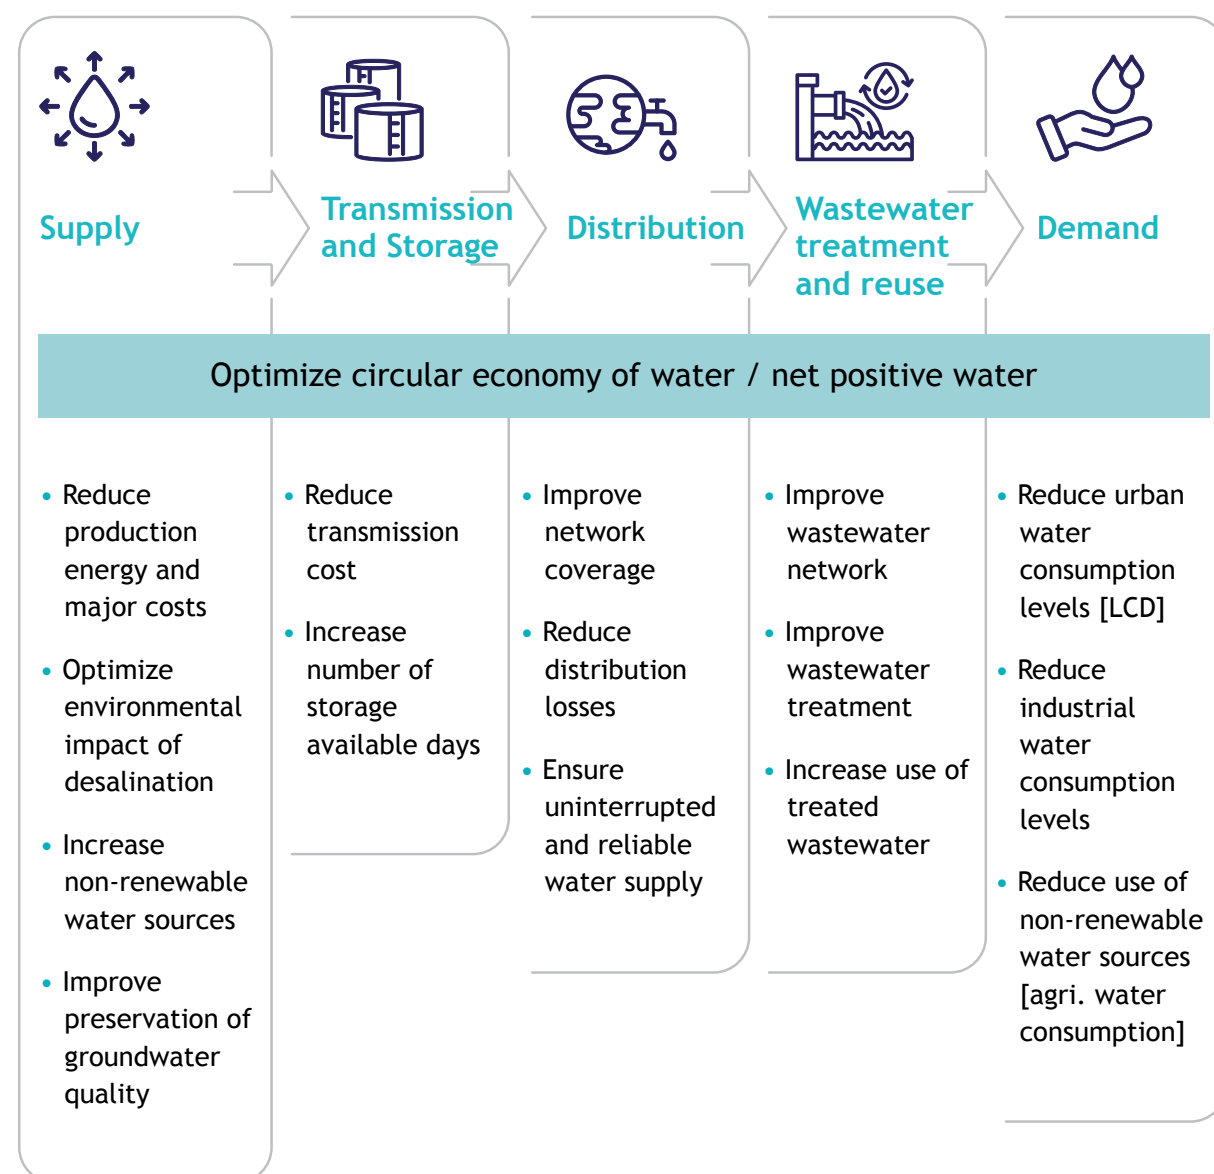 Supply
Transmission
and Storage
Distribution
Wastewater
treatment
and reuse
Demand
Optimize circular economy of water / net positive water
• Reduce
production
energy and
major costs
• Optimize
environmental
impact of
desalination
• Increase
non-renewable
water sources
• Improve
preservation of
groundwater
quality
• Reduce
transmission
cost
• Increase
number of
storage
available days
• Improve
network
coverage
• Reduce
distribution
losses
• Ensure
uninterrupted
and reliable
water supply
• Improve
wastewater
network
• Improve
wastewater
treatment
• Increase use of
treated
wastewater
• Reduce urban
water
consumption
levels [LCD]
• Reduce
industrial
water
consumption
levels
• Reduce use of
non-renewable
water sources
[agri. water
consumption]